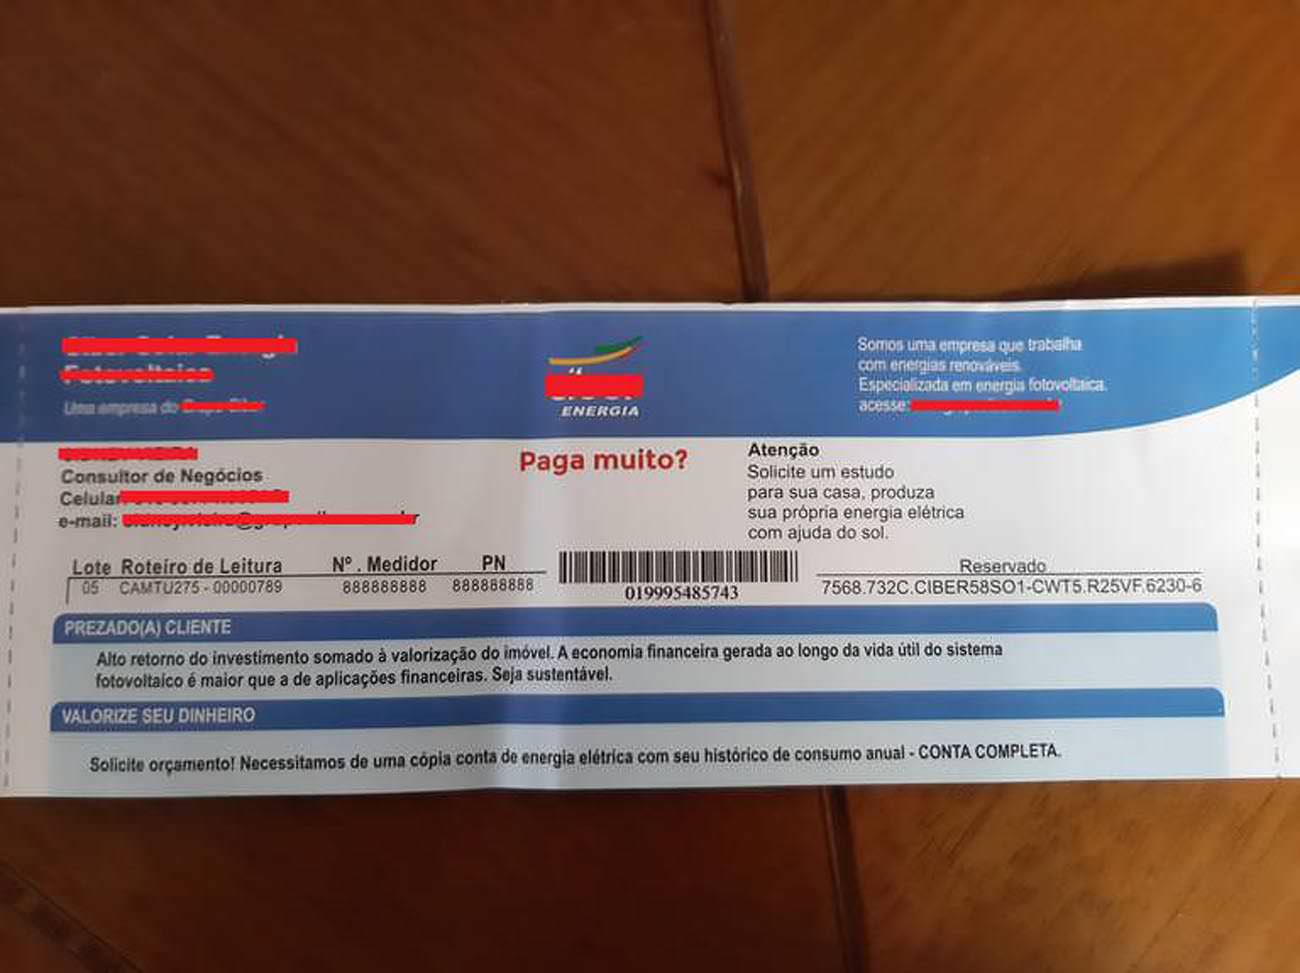 Uma empresa do
ENERGIA
Somos uma empresa que trabalha
com energias renováveis.
Especializada em energia fotovoltaica.
acesse:
Consultor de Negócios
Celular
e-mail:
Paga muito?
Atenção
Solicite um estudo
para sua casa, produza
sua própria energia elétrica
com ajuda do sol.
Lote Roteiro de Leitura Nº . Medidor PN
05 CAMTU275 - 00000789 888888888 888888888
019995485743
Reservado
7568.732C.CIBER58SO1-CWT5.R25VF.6230-6
PREZADO(A) CLIENTE
Alto retorno do investimento somado à valorização do imóvel. A economia financeira gerada ao longo da vida útil do sistema
fotovoltaico é maior que a de aplicações financeiras. Seja sustentável.
VALORIZE SEU DINHEIRO
Solicite orçamento! Necessitamos de uma cópia conta de energia elétrica com seu histórico de consumo anual - CONTA COMPLETA.